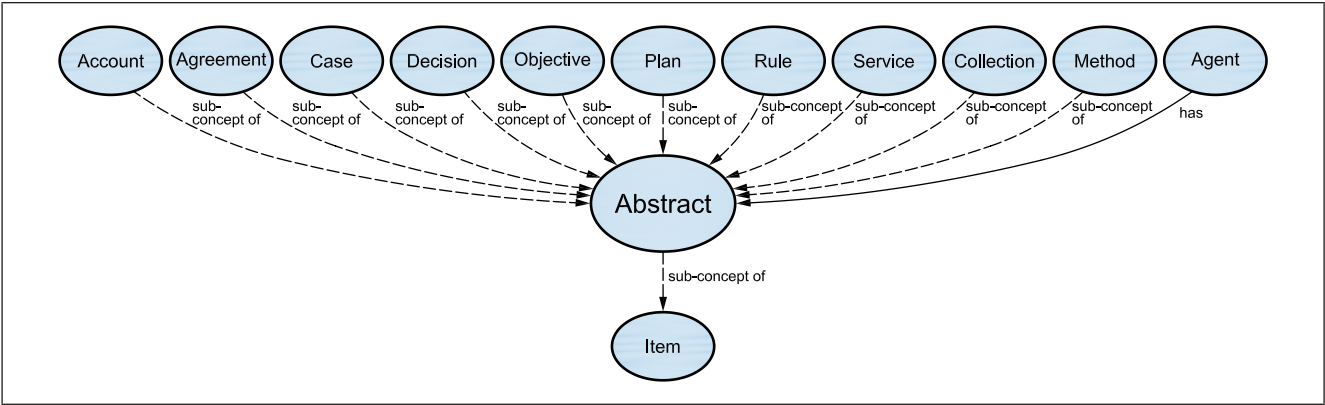 Account
Agreement
Case
Decision
Objective
Plan
Rule
Service
Collection
Method
Agent
sub-
concept of
sub-
concept of
sub-
concept of
sub-
concept of
sub-
concept of
sub-
concept of
sub-concept
of
sub-concept
of
sub-concept
of
sub-concept
of
has
Abstract
sub-concept of
Item